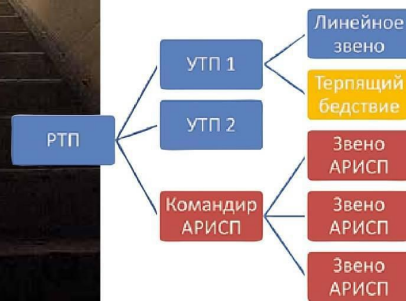 РТП
УТП 1
УТП 2
Командир
АРИСП
Линейное
звено
Терпящий
бедствие
Звено
АРИСП
Звено
АРИСП
Звено
АРИСП